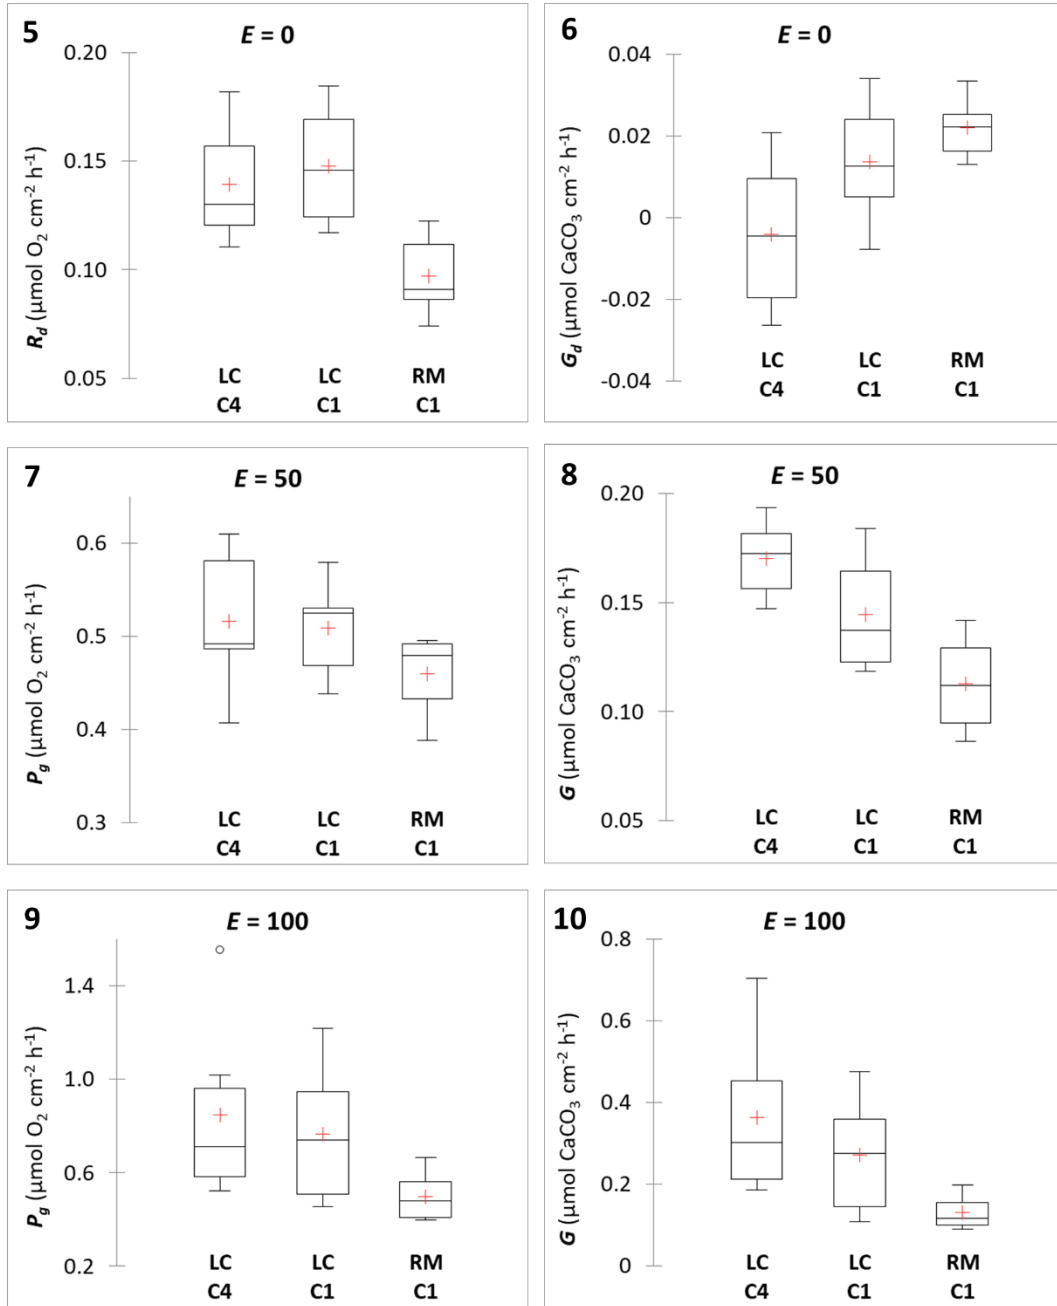 5
E = 0
R_d (µmol O₂ cm⁻² h⁻¹)
0.20
0.15
0.10
0.05
LC LC RM
C4 C1 C1
6
E = 0
G_d (µmol CaCO₃ cm⁻² h⁻¹)
0.04
0.02
0
-0.02
-0.04
LC LC RM
C4 C1 C1
7
E = 50
P_g (µmol O₂ cm⁻² h⁻¹)
0.6
0.5
0.4
0.3
LC LC RM
C4 C1 C1
8
E = 50
G (µmol CaCO₃ cm⁻² h⁻¹)
0.20
0.15
0.10
0.05
LC LC RM
C4 C1 C1
9
E = 100
P_g (µmol O₂ cm⁻² h⁻¹)
1.4
1.0
0.6
0.2
LC LC RM
C4 C1 C1
10
E = 100
G (µmol CaCO₃ cm⁻² h⁻¹)
0.8
0.6
0.4
0.2
0
LC LC RM
C4 C1 C1